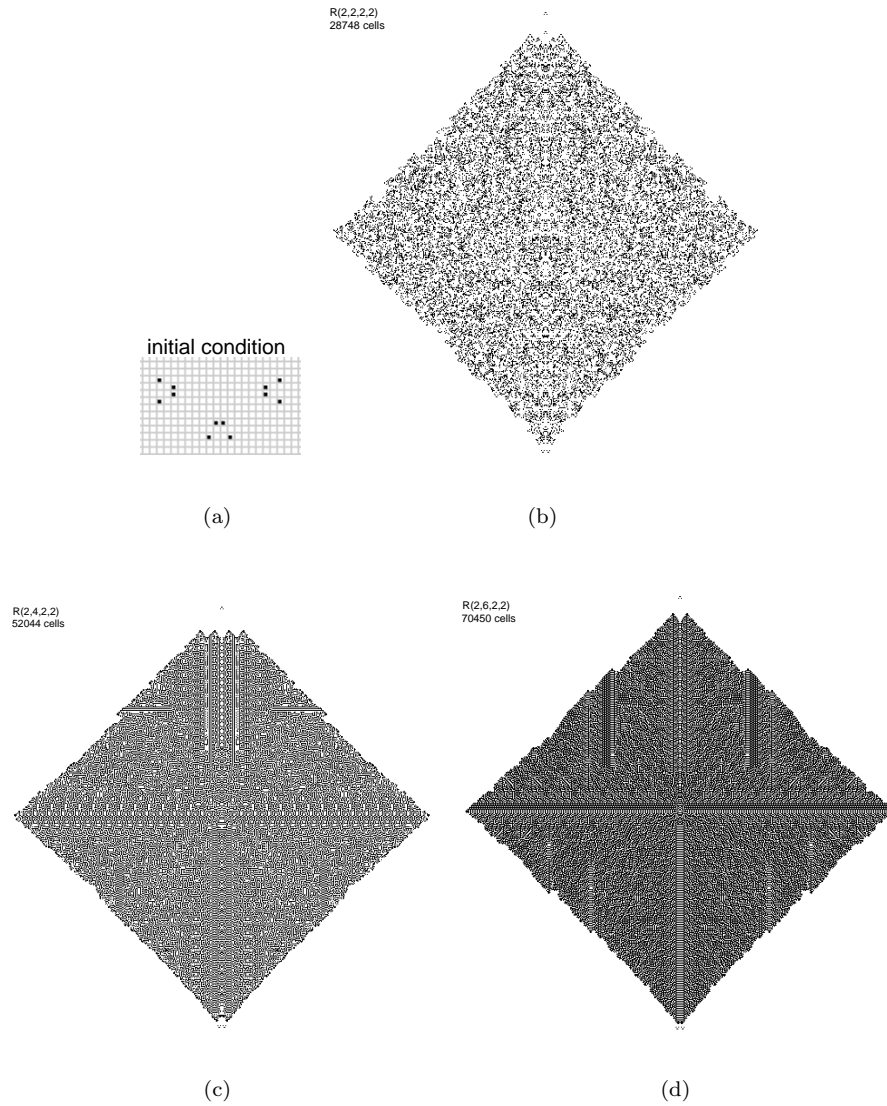 R(2,2,2,2)
28748 cells
initial condition
(a)
(b)
R(2,4,2,2)
52044 cells
R(2,6,2,2)
70450 cells
(c)
(d)